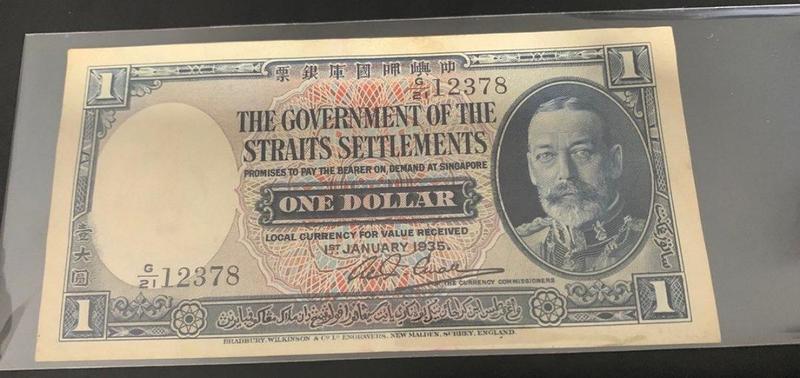 票銀庫國㕷嶼叻
1
1
G/21 12378
THE GOVERNMENT OF THE
STRAITS SETTLEMENTS
PROMISES TO PAY THE BEARER ON DEMAND AT SINGAPORE
ONE DOLLAR
LOCAL CURRENCY FOR VALUE RECEIVED
1ST JANUARY 1935.
THE CURRENCY COMMISSIONERS
壹大圓
G/21 12378
1
1
BRADBURY, WILKINSON & Co Ld ENGRAVERS, NEW MALDEN, SURREY, ENGLAND.